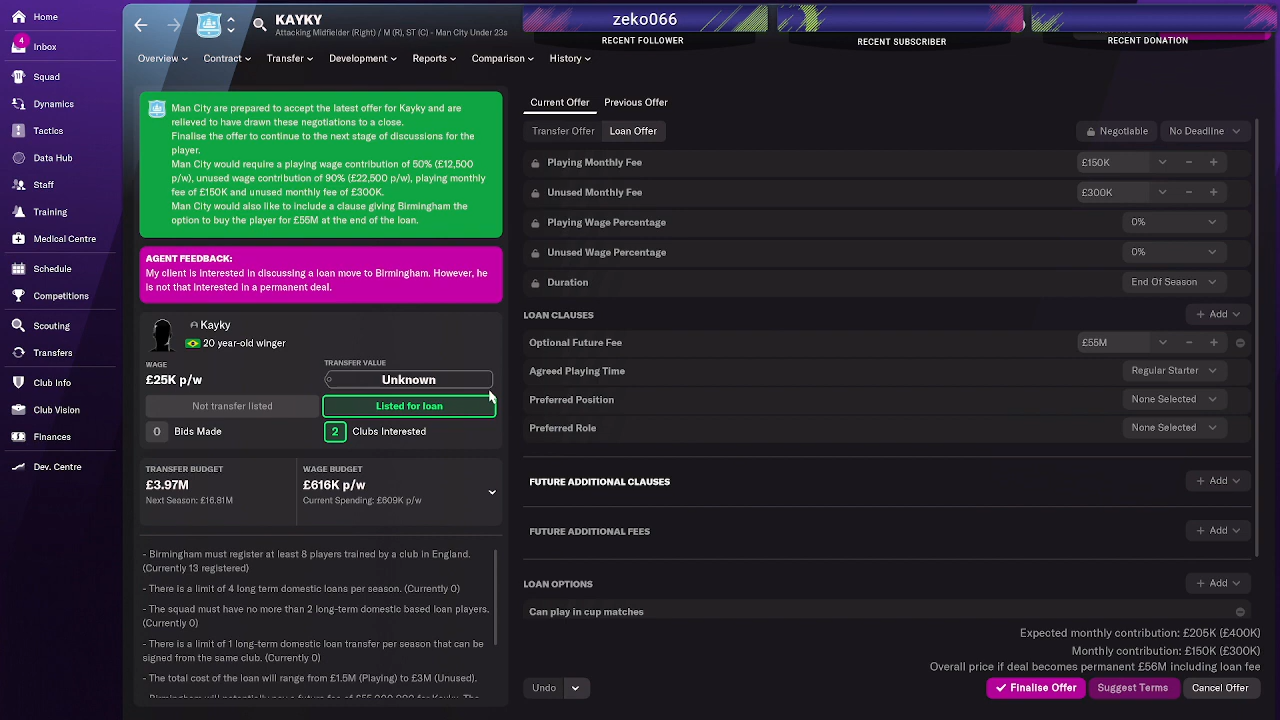 Home
4
Inbox
Squad
Dynamics
Tactics
Data Hub
Staff
Training
Medical Centre
Schedule
Competitions
Scouting
Transfers
Club Info
Club Vision
Finances
Dev. Centre
KAYKY
Attacking Midfielder (Right) / M (R), ST (C) - Man City Under 23s
zeko066
RECENT FOLLOWER
RECENT SUBSCRIBER
RECENT DONATION
Overview
Contract
Transfer
Development
Reports
Comparison
History
Man City are prepared to accept the latest offer for Kayky and are
relieved to have drawn these negotiations to a close.
Finalise the offer to continue to the next stage of discussions for the
player.
Man City would require a playing wage contribution of 50% (£12,500
p/w), unused wage contribution of 90% (£22,500 p/w), playing monthly
fee of £150K and unused monthly fee of £300K.
Man City would also like to include a clause giving Birmingham the
option to buy the player for £55M at the end of the loan.
AGENT FEEDBACK:
My client is interested in discussing a loan move to Birmingham. However, he
is not that interested in a permanent deal.
Kayky
20 year-old winger
WAGE
£25K p/w
TRANSFER VALUE
Unknown
Not transfer listed
Listed for loan
0 Bids Made
2 Clubs Interested
TRANSFER BUDGET
£3.97M
Next Season: £16.81M
WAGE BUDGET
£616K p/w
Current Spending: £609K p/w
- Birmingham must register at least 8 players trained by a club in England.
(Currently 13 registered)
- There is a limit of 4 long term domestic loans per season. (Currently 0)
- The squad must have no more than 2 long-term domestic based loan players.
(Currently 0)
- There is a limit of 1 long-term domestic loan transfer per season that can be
signed from the same club. (Currently 0)
- The total cost of the loan will range from £1.5M (Playing) to £3M (Unused).
- Birmingham will potentially pay a future fee of £55,000,000 for Kayky. The
Current Offer
Previous Offer
Transfer Offer
Loan Offer
Negotiable
No Deadline
Playing Monthly Fee £150K - +
Unused Monthly Fee £300K - +
Playing Wage Percentage 0%
Unused Wage Percentage 0%
Duration End Of Season
LOAN CLAUSES + Add
Optional Future Fee £55M - +
Agreed Playing Time Regular Starter
Preferred Position None Selected
Preferred Role None Selected
FUTURE ADDITIONAL CLAUSES + Add
FUTURE ADDITIONAL FEES + Add
LOAN OPTIONS + Add
Can play in cup matches
Expected monthly contribution: £205K (£400K)
Monthly contribution: £150K (£300K)
Overall price if deal becomes permanent £56M including loan fee
Undo
Finalise Offer
Suggest Terms
Cancel Offer